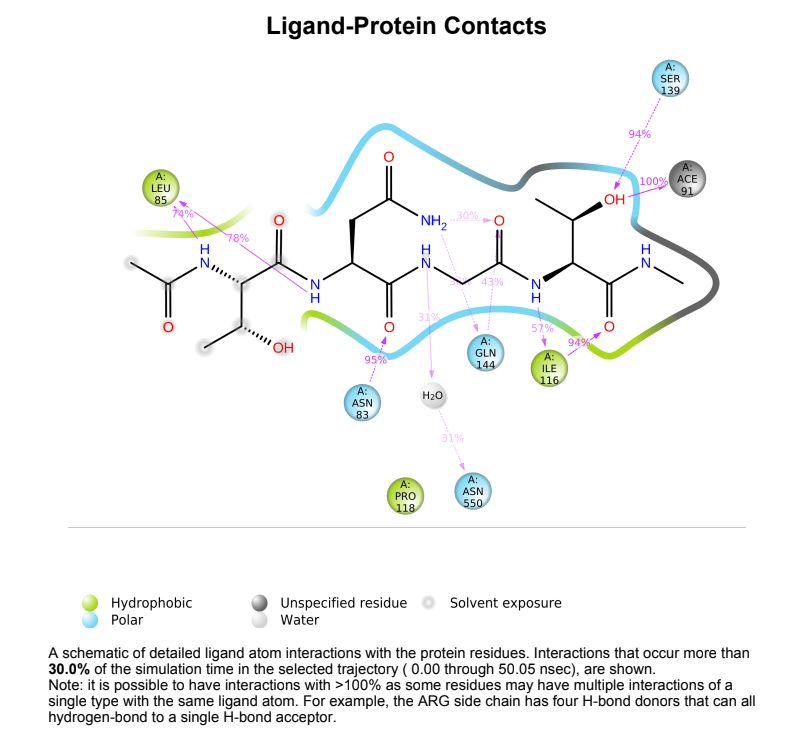 Ligand-Protein Contacts
A:
SER
139
94%
A:
ACE
91
100%
OH
A:
LEU
85
74%
78%
O
NH2
30%
O
O
H
N
H
N
H
N
43%
N
H
N
H
O
O
O
OH
31%
57%
94%
95%
A:
GLN
144
A:
ILE
116
A:
ASN
83
H2O
31%
A:
PRO
118
A:
ASN
550
Hydrophobic
Polar
Unspecified residue
Water
Solvent exposure
A schematic of detailed ligand atom interactions with the protein residues. Interactions that occur more than
30.0% of the simulation time in the selected trajectory ( 0.00 through 50.05 nsec), are shown.
Note: it is possible to have interactions with >100% as some residues may have multiple interactions of a
single type with the same ligand atom. For example, the ARG side chain has four H-bond donors that can all
hydrogen-bond to a single H-bond acceptor.